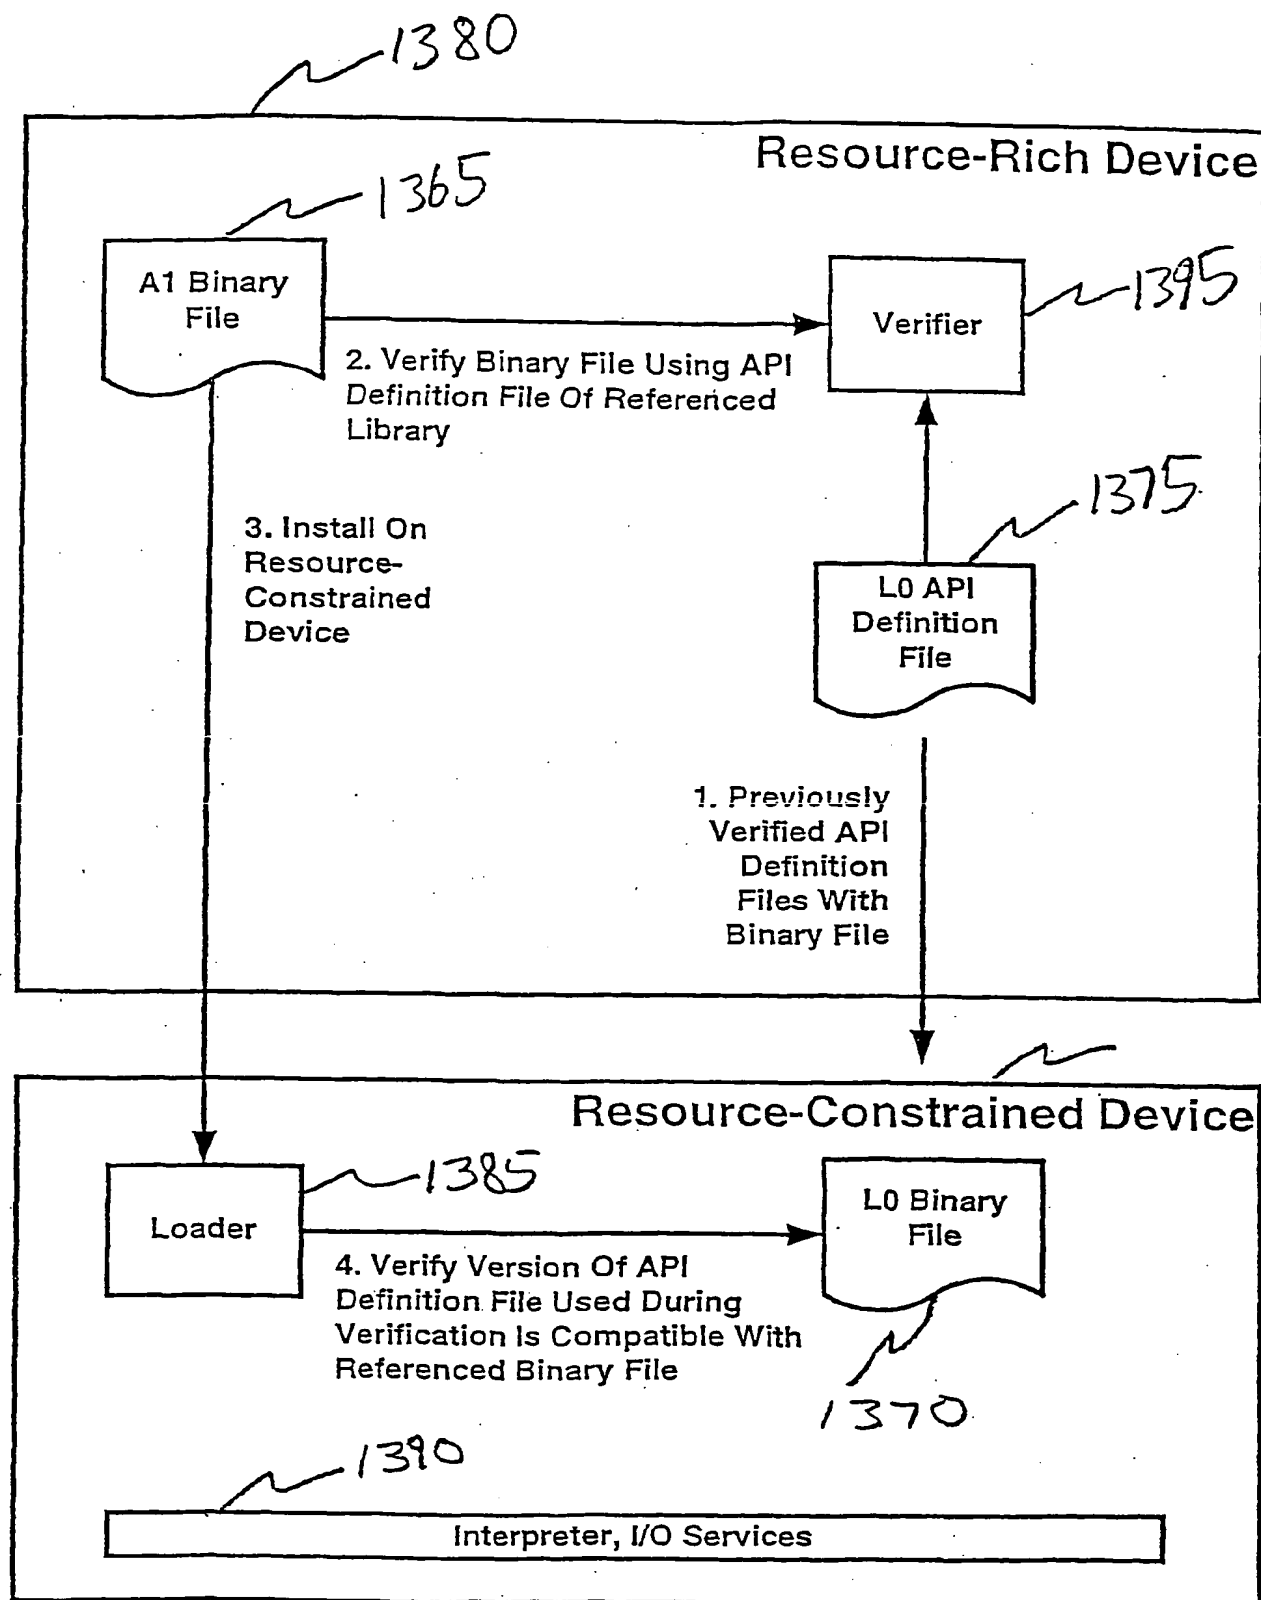 1380
Resource-Rich Device
1365
A1 Binary
File
Verifier
1395
2. Verify Binary File Using API
Definition File Of Referenced
Library
1375
3. Install On
Resource-
Constrained
Device
L0 API
Definition
File
1. Previously
Verified API
Definition
Files With
Binary File
Resource-Constrained Device
Loader
1385
L0 Binary
File
4. Verify Version Of API
Definition File Used During
Verification Is Compatible With
Referenced Binary File
1370
1390
Interpreter, I/O Services